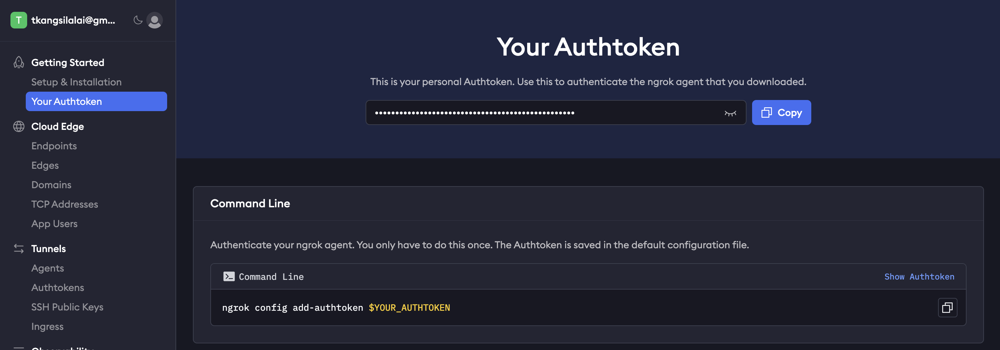 T tkangsilalai@gm...
Getting Started
Setup & Installation
Your Authtoken
Cloud Edge
Endpoints
Edges
Domains
TCP Addresses
App Users
Tunnels
Agents
Authtokens
SSH Public Keys
Ingress
Observability
Your Authtoken
This is your personal Authtoken. Use this to authenticate the ngrok agent that you downloaded.
•••••••••••••••••••••••••••••••••••••••••••••••••
Copy
Command Line
Authenticate your ngrok agent. You only have to do this once. The Authtoken is saved in the default configuration file.
Command Line
Show Authtoken
ngrok config add-authtoken $YOUR_AUTHTOKEN